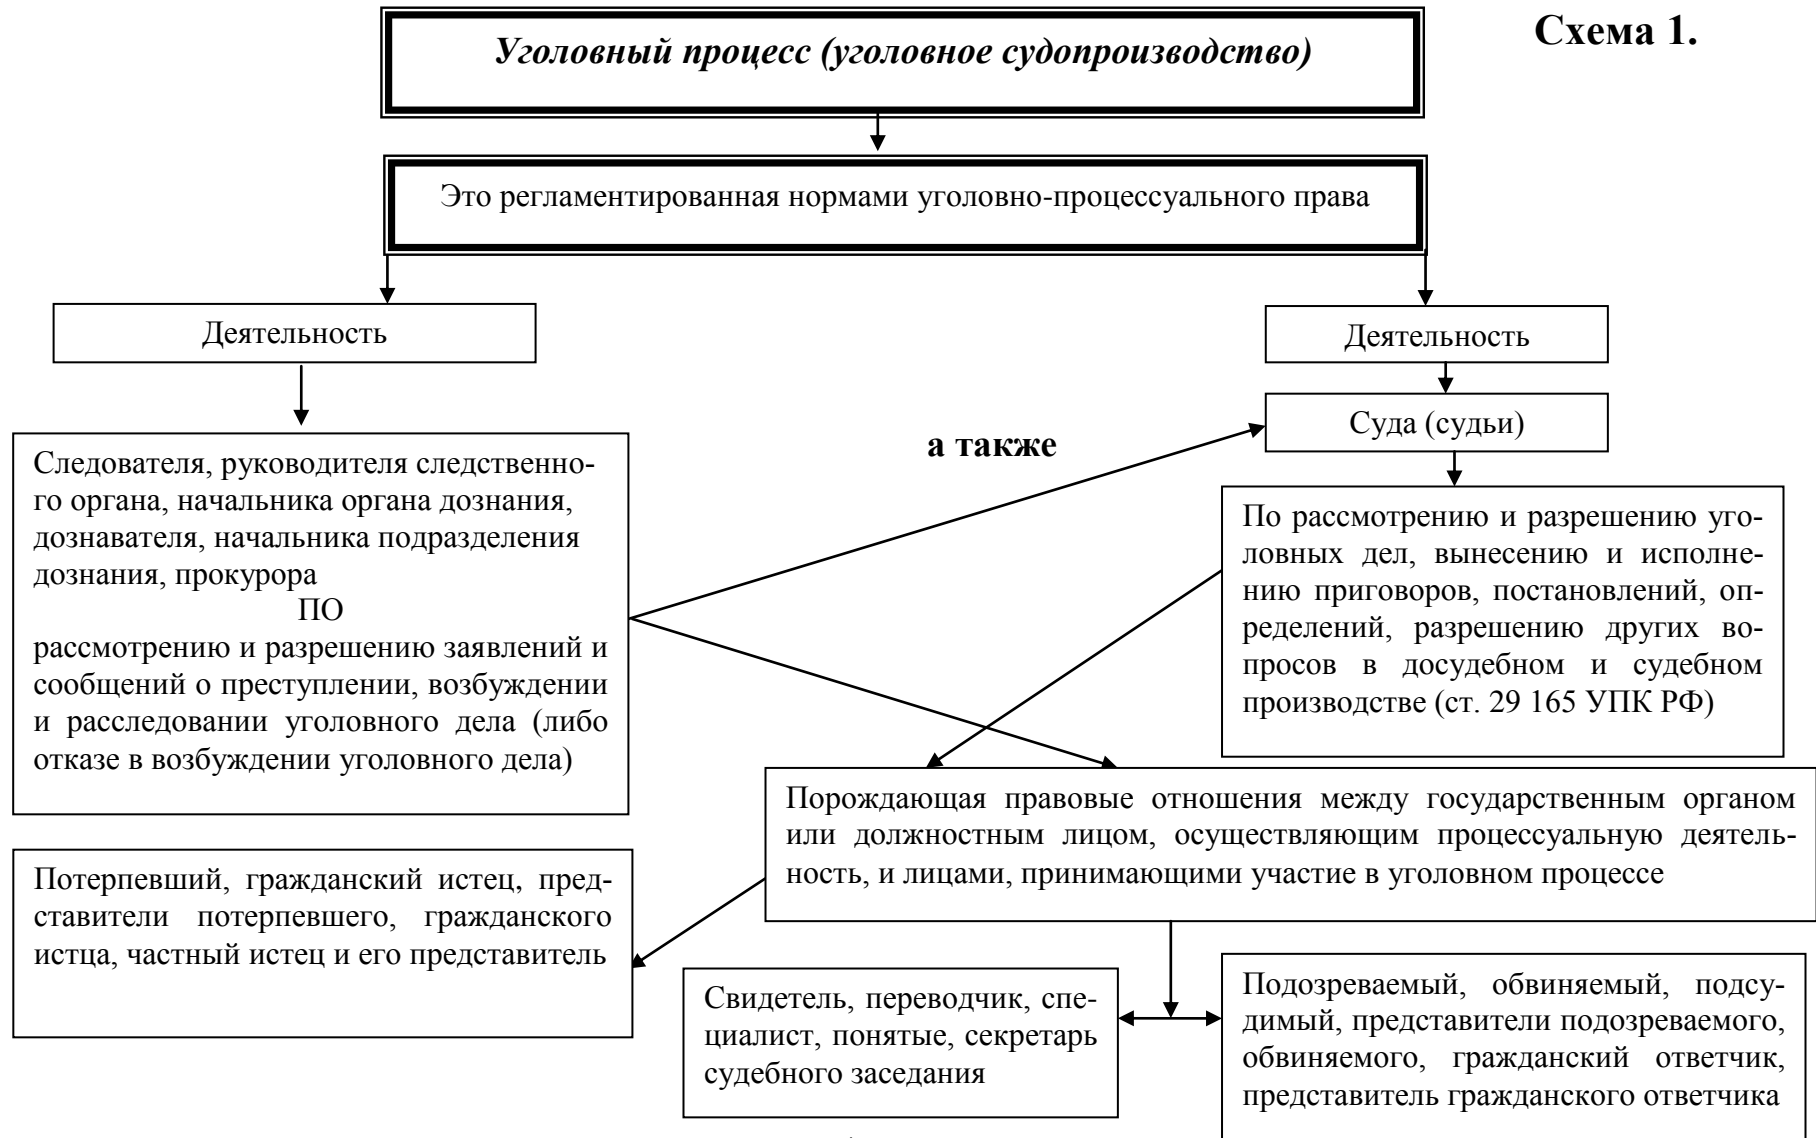 Схема 1.
Уголовный процесс (уголовное судопроизводство)
Это регламентированная нормами уголовно-процессуального права
Деятельность
Деятельность
Суда (судьи)
а также
Следователя, руководителя следственно-
го органа, начальника органа дознания,
дознавателя, начальника подразделения
дознания, прокурора
ПО
рассмотрению и разрешению заявлений и
сообщений о преступлении, возбуждении
и расследовании уголовного дела (либо
отказе в возбуждении уголовного дела)
По рассмотрению и разрешению уго-
ловных дел, вынесению и исполне-
нию приговоров, постановлений, оп-
ределений, разрешению других во-
просов в досудебном и судебном
производстве (ст. 29 165 УПК РФ)
Порождающая правовые отношения между государственным органом
или должностным лицом, осуществляющим процессуальную деятель-
ность, и лицами, принимающими участие в уголовном процессе
Потерпевший, гражданский истец, пред-
ставители потерпевшего, гражданского
истца, частный истец и его представитель
Свидетель, переводчик, спе-
циалист, понятые, секретарь
судебного заседания
Подозреваемый, обвиняемый, подсу-
димый, представители подозреваемого,
обвиняемого, гражданский ответчик,
представитель гражданского ответчика